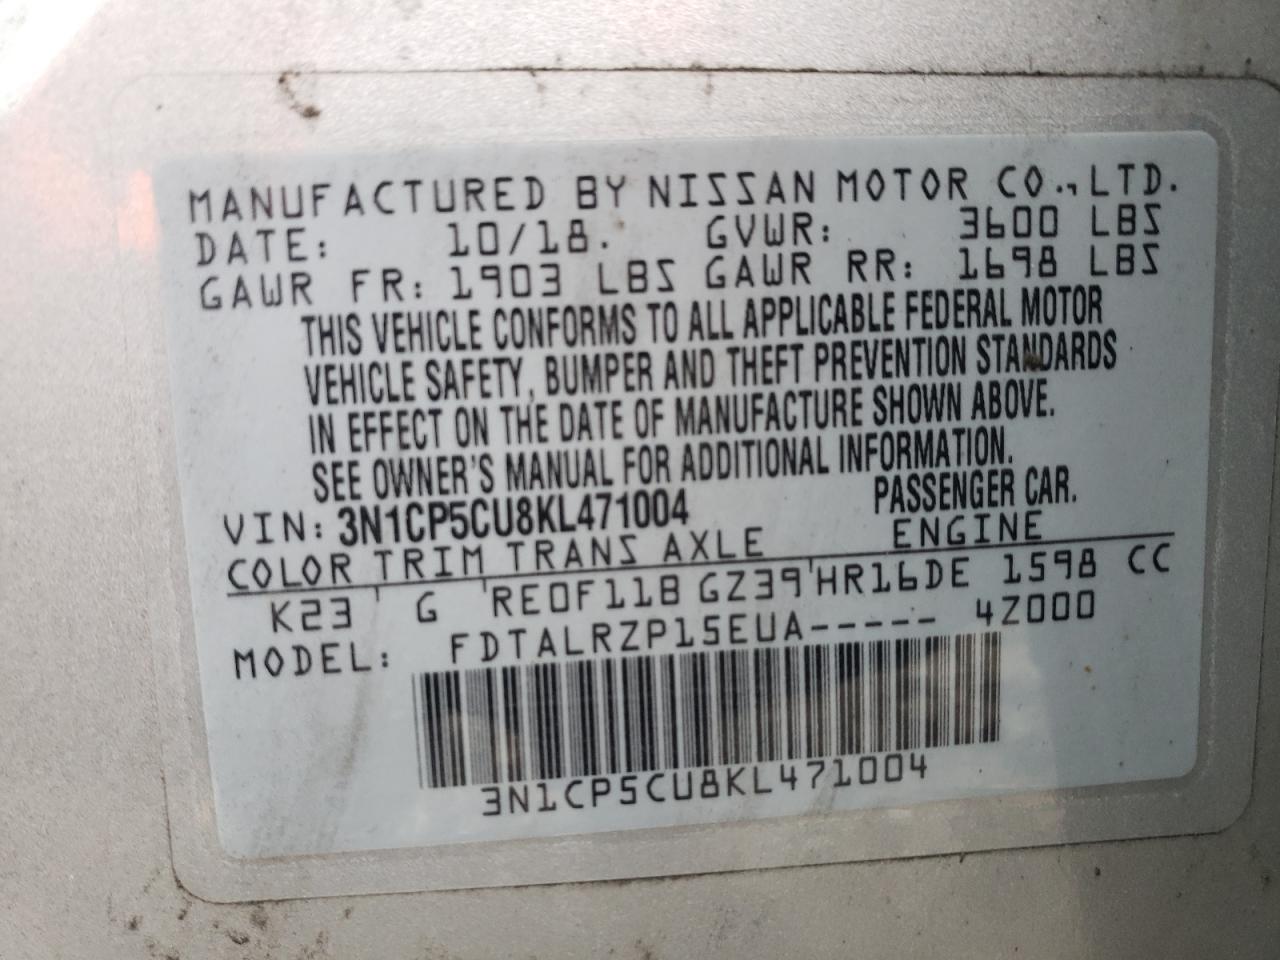 MANUFACTURED BY NISSAN MOTOR CO., LTD.
DATE: 10/18. GVWR: 3600 LBS
GAWR FR: 1903 LBS GAWR RR: 1698 LBS
THIS VEHICLE CONFORMS TO ALL APPLICABLE FEDERAL MOTOR
VEHICLE SAFETY, BUMPER AND THEFT PREVENTION STANDARDS
IN EFFECT ON THE DATE OF MANUFACTURE SHOWN ABOVE.
SEE OWNER'S MANUAL FOR ADDITIONAL INFORMATION.
VIN: 3N1CP5CU8KL471004 PASSENGER CAR.
COLOR TRIM TRANS AXLE ENGINE
K23 G RE0F11B GZ39 HR16DE 1598 CC
MODEL: FDTALRZP15EUA----- 4Z000
3N1CP5CU8KL471004